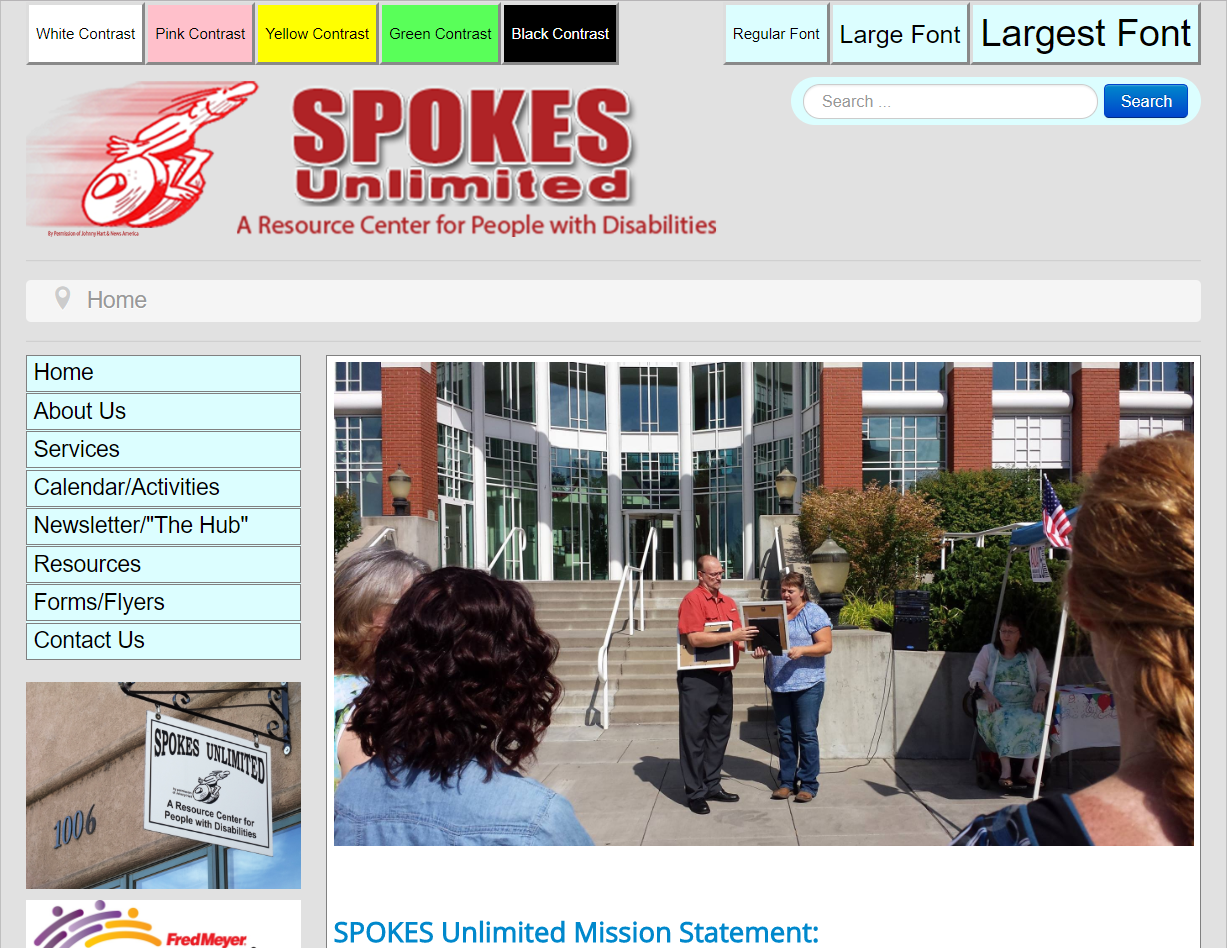 White Contrast
Pink Contrast
Yellow Contrast
Green Contrast
Black Contrast
Regular Font
Large Font
Largest Font
Search ...
Search
SPOKES
Unlimited
A Resource Center for People with Disabilities
By Permission of Johnny Hart & News America
Home
Home
About Us
Services
Calendar/Activities
Newsletter/"The Hub"
Resources
Forms/Flyers
Contact Us
SPOKES UNLIMITED
A Resource Center for
People with Disabilities
1006
Fred Meyer
SPOKES Unlimited Mission Statement: